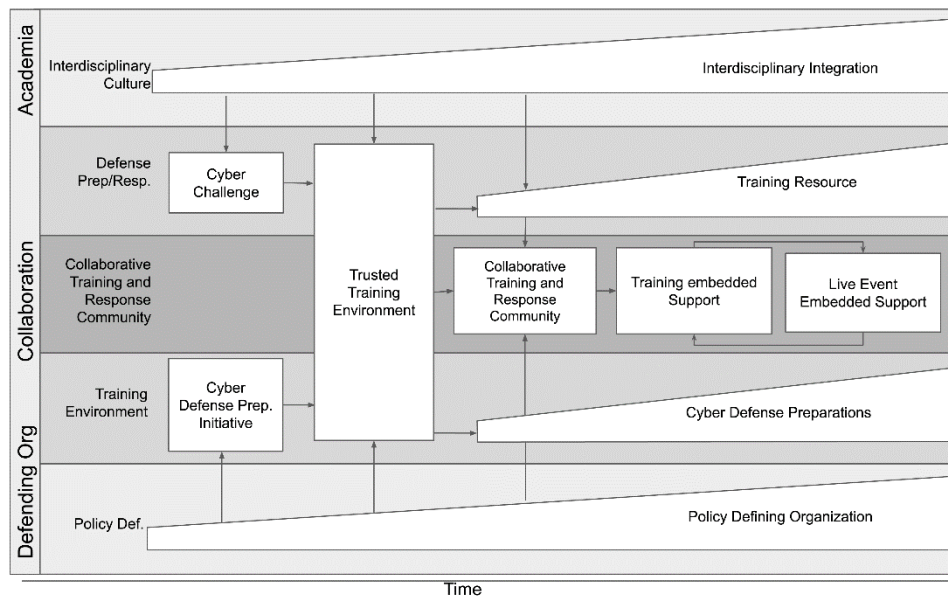 Academia
Interdisciplinary
Culture
Interdisciplinary Integration
Defense
Prep/Resp.
Cyber
Challenge
Training Resource
Collaboration
Collaborative
Training and
Response
Community
Trusted
Training
Environment
Collaborative
Training and
Response
Community
Training embedded
Support
Live Event
Embedded Support
Training
Environment
Cyber
Defense Prep.
Initiative
Cyber Defense Preparations
Defending Org
Policy Def.
Policy Defining Organization
Time